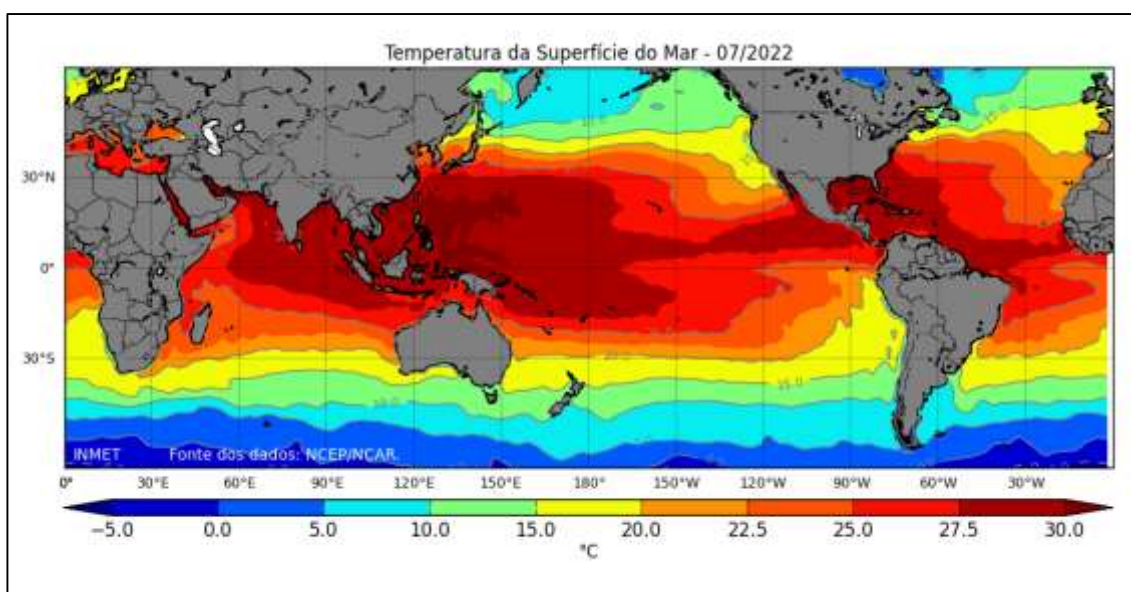 Temperatura da Superfície do Mar - 07/2022
30°N
0°
30°S
15.0
INMET Fonte dos dados: NCEP/NCAR.
0° 30°E 60°E 90°E 120°E 150°E 180° 150°W 120°W 90°W 60°W 30°W
−5.0 0.0 5.0 10.0 15.0 20.0 22.5 25.0 27.5 30.0
°C